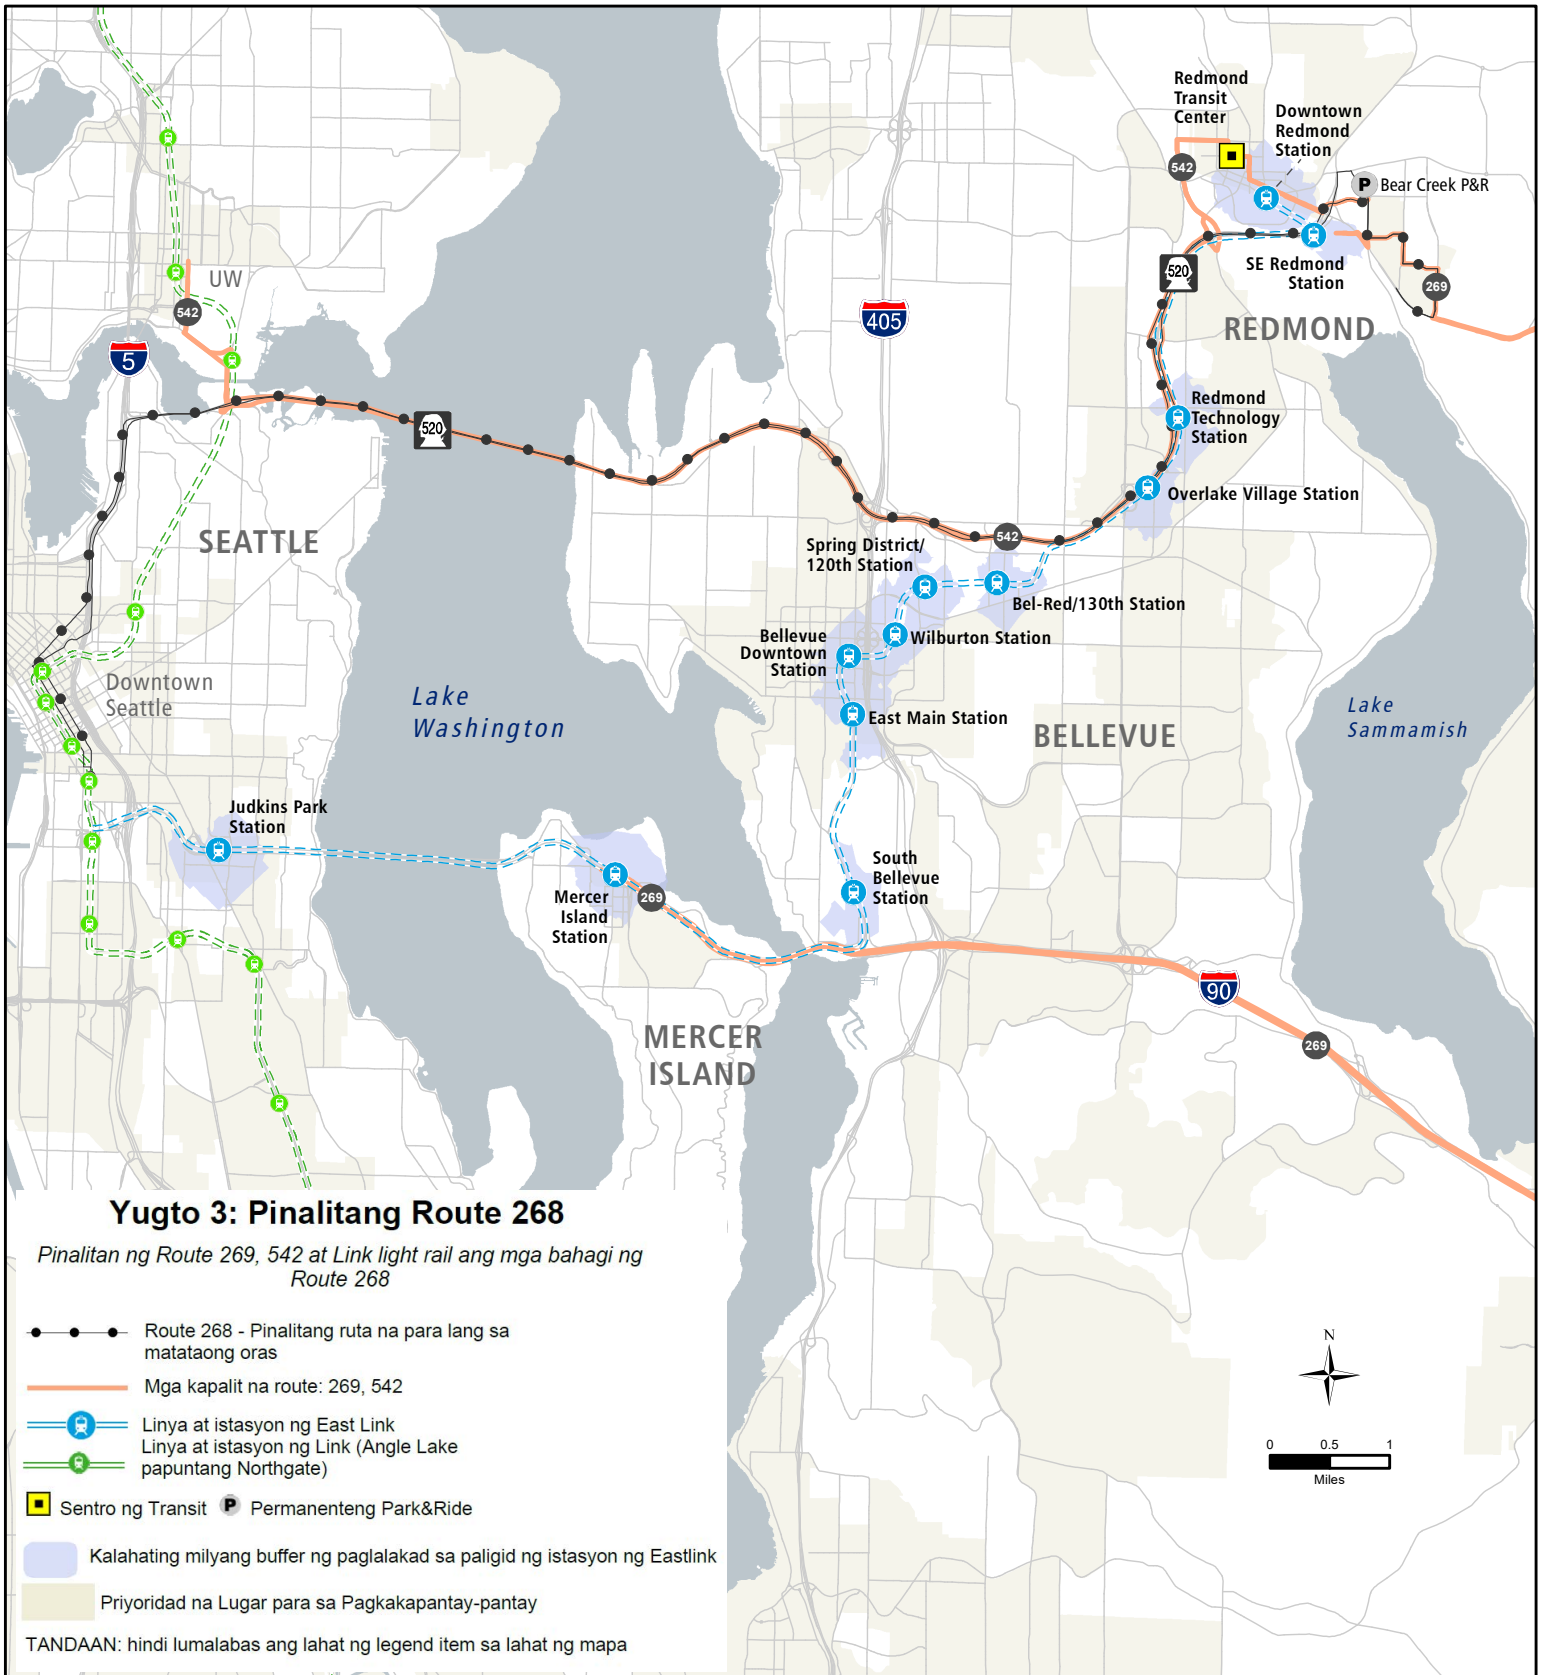 Redmond
Transit
Center
Downtown
Redmond
Station
542
P
Bear Creek P&R
520
SE Redmond
Station
269
UW
542
5
405
REDMOND
520
Redmond
Technology
Station
Overlake Village Station
SEATTLE
542
Spring District/
120th Station
Bel-Red/130th Station
Wilburton Station
Bellevue
Downtown
Station
Downtown
Seattle
Lake
Washington
East Main Station
BELLEVUE
Lake
Sammamish
Judkins Park
Station
South
Bellevue
Station
Mercer
Island
Station
269
90
269
MERCER
ISLAND
Yugto 3: Pinalitang Route 268
Pinalitan ng Route 269, 542 at Link light rail ang mga bahagi ng
Route 268
Route 268 - Pinalitang ruta na para lang sa
matataong oras
Mga kapalit na route: 269, 542
Linya at istasyon ng East Link
Linya at istasyon ng Link (Angle Lake
papuntang Northgate)
Sentro ng Transit P Permanenteng Park&Ride
Kalahating milyang buffer ng paglalakad sa paligid ng istasyon ng Eastlink
Priyoridad na Lugar para sa Pagkakapantay-pantay
TANDAAN: hindi lumalabas ang lahat ng legend item sa lahat ng mapa
N
0 0.5 1
Miles